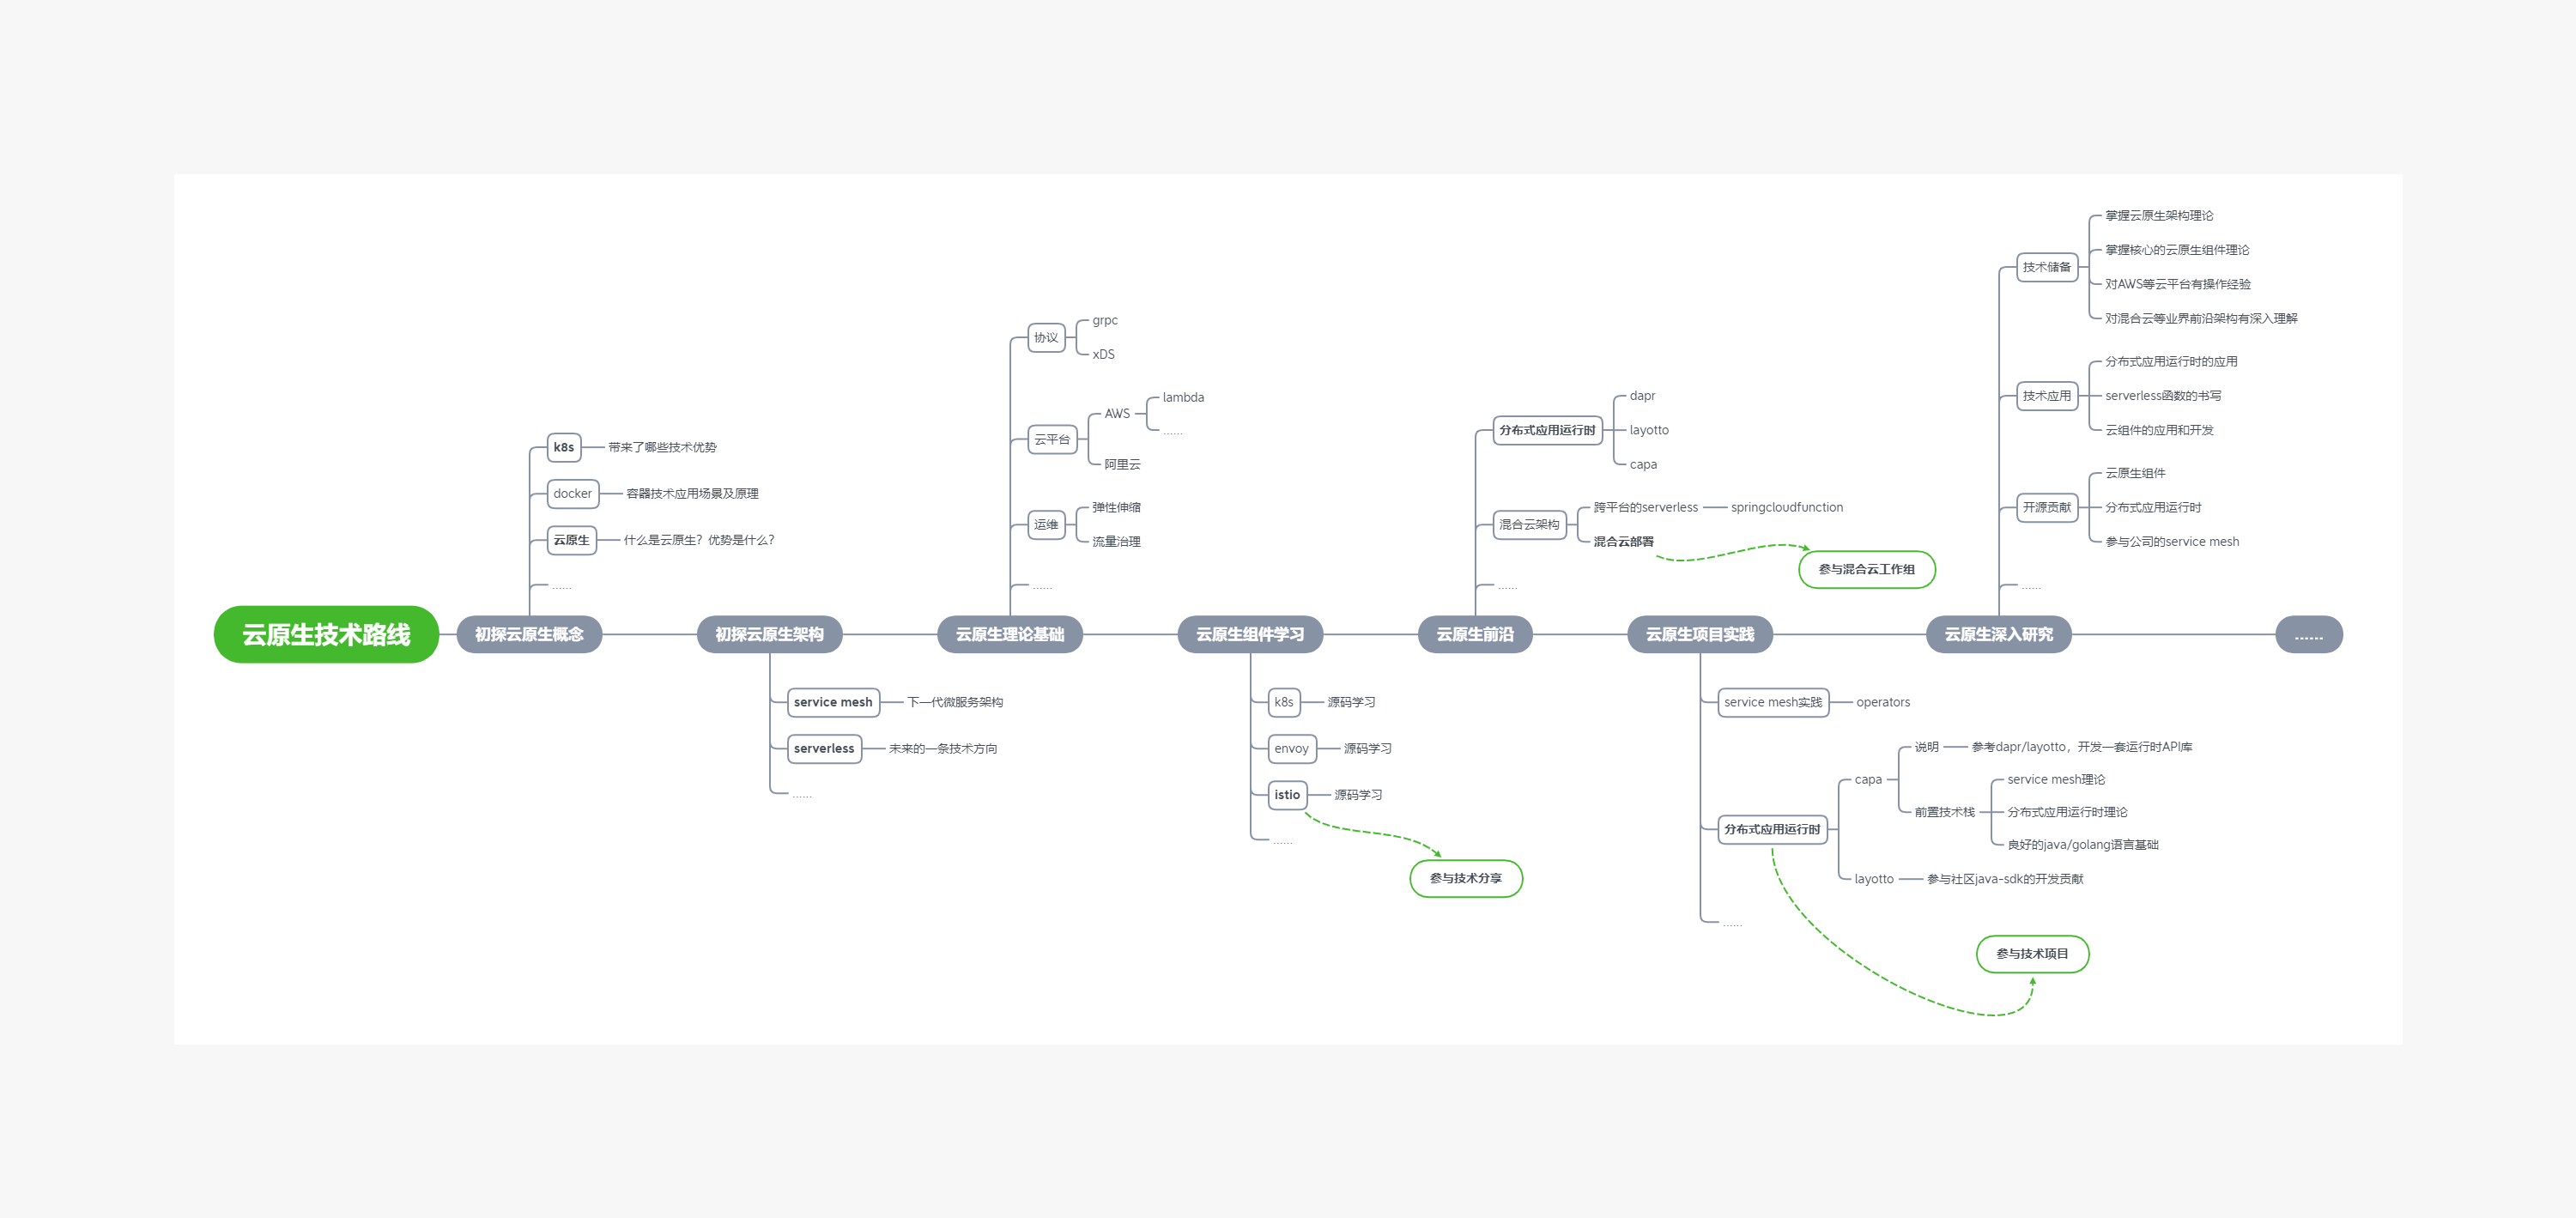 云原生技术路线
初探云原生概念
k8s
带来了哪些技术优势
docker
容器技术应用场景及原理
云原生
什么是云原生？优势是什么？
......
初探云原生架构
service mesh
下一代微服务架构
serverless
未来的一条技术方向
......
云原生理论基础
协议
grpc
xDS
云平台
AWS
lambda
......
阿里云
运维
弹性伸缩
流量治理
......
云原生组件学习
k8s
源码学习
envoy
源码学习
istio
源码学习
......
参与技术分享
云原生前沿
分布式应用运行时
dapr
layotto
capa
混合云架构
跨平台的serverless
springcloudfunction
混合云部署
参与混合云工作组
......
云原生项目实践
service mesh实践
operators
分布式应用运行时
capa
说明
参考dapr/layotto，开发一套运行时API库
前置技术栈
service mesh理论
分布式应用运行时理论
良好的java/golang语言基础
layotto
参与社区java-sdk的开发贡献
......
参与技术项目
云原生深入研究
技术储备
掌握云原生架构理论
掌握核心的云原生组件理论
对AWS等云平台有操作经验
对混合云等业界前沿架构有深入理解
技术应用
分布式应用运行时的应用
serverless函数的书写
云组件的应用和开发
开源贡献
云原生组件
分布式应用运行时
参与公司的service mesh
......
......